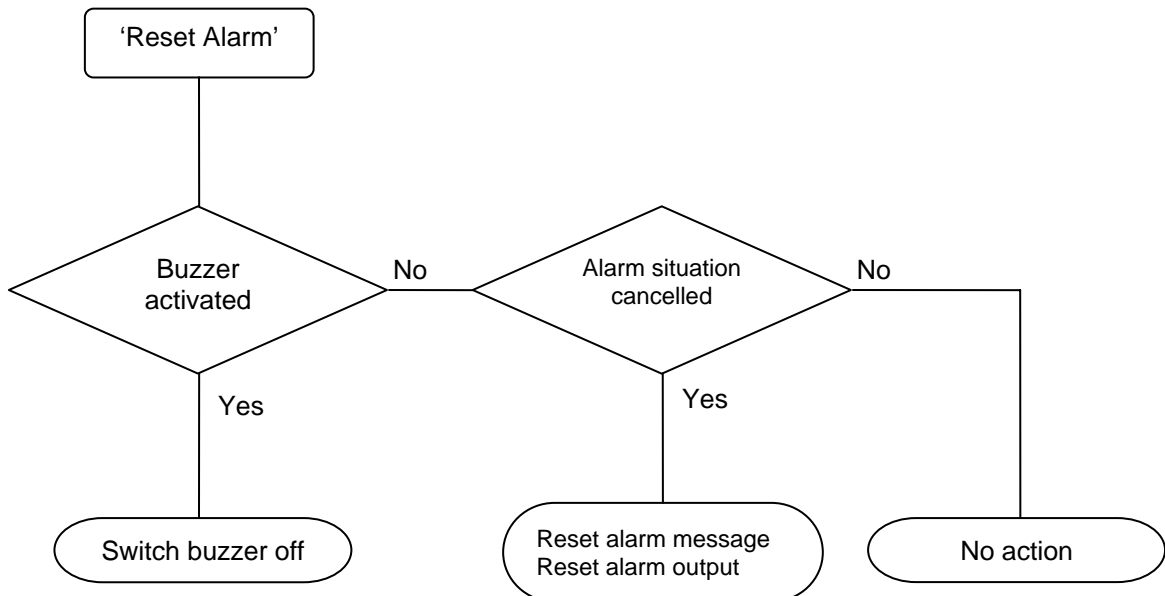 ‘Reset Alarm’
Buzzer
activated
No
Alarm situation
cancelled
No
Yes
Yes
Switch buzzer off
Reset alarm message
Reset alarm output
No action